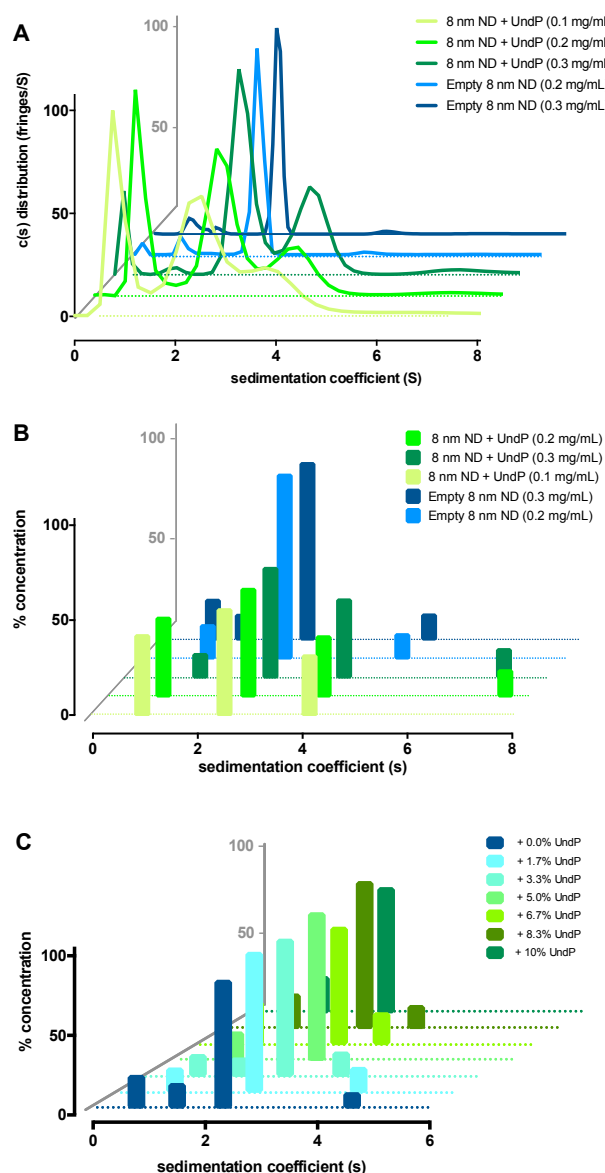 A
8 nm ND + UndP (0.1 mg/mL
8 nm ND + UndP (0.2 mg/mL
8 nm ND + UndP (0.3 mg/mL
Empty 8 nm ND (0.2 mg/mL
Empty 8 nm ND (0.3 mg/mL
c(s) distribution (fringes/S)
100
50
100
50
0
0
2
4
6
8
sedimentation coefficient (S)
B
8 nm ND + UndP (0.2 mg/mL)
8 nm ND + UndP (0.3 mg/mL)
8 nm ND + UndP (0.1 mg/mL)
Empty 8 nm ND (0.3 mg/mL)
Empty 8 nm ND (0.2 mg/mL)
% concentration
100
50
100
50
0
0
2
4
6
8
sedimentation coefficient (s)
C
+ 0.0% UndP
+ 1.7% UndP
+ 3.3% UndP
+ 5.0% UndP
+ 6.7% UndP
+ 8.3% UndP
+ 10% UndP
% concentration
100
50
100
50
0
0
2
4
6
sedimentation coefficient (s)